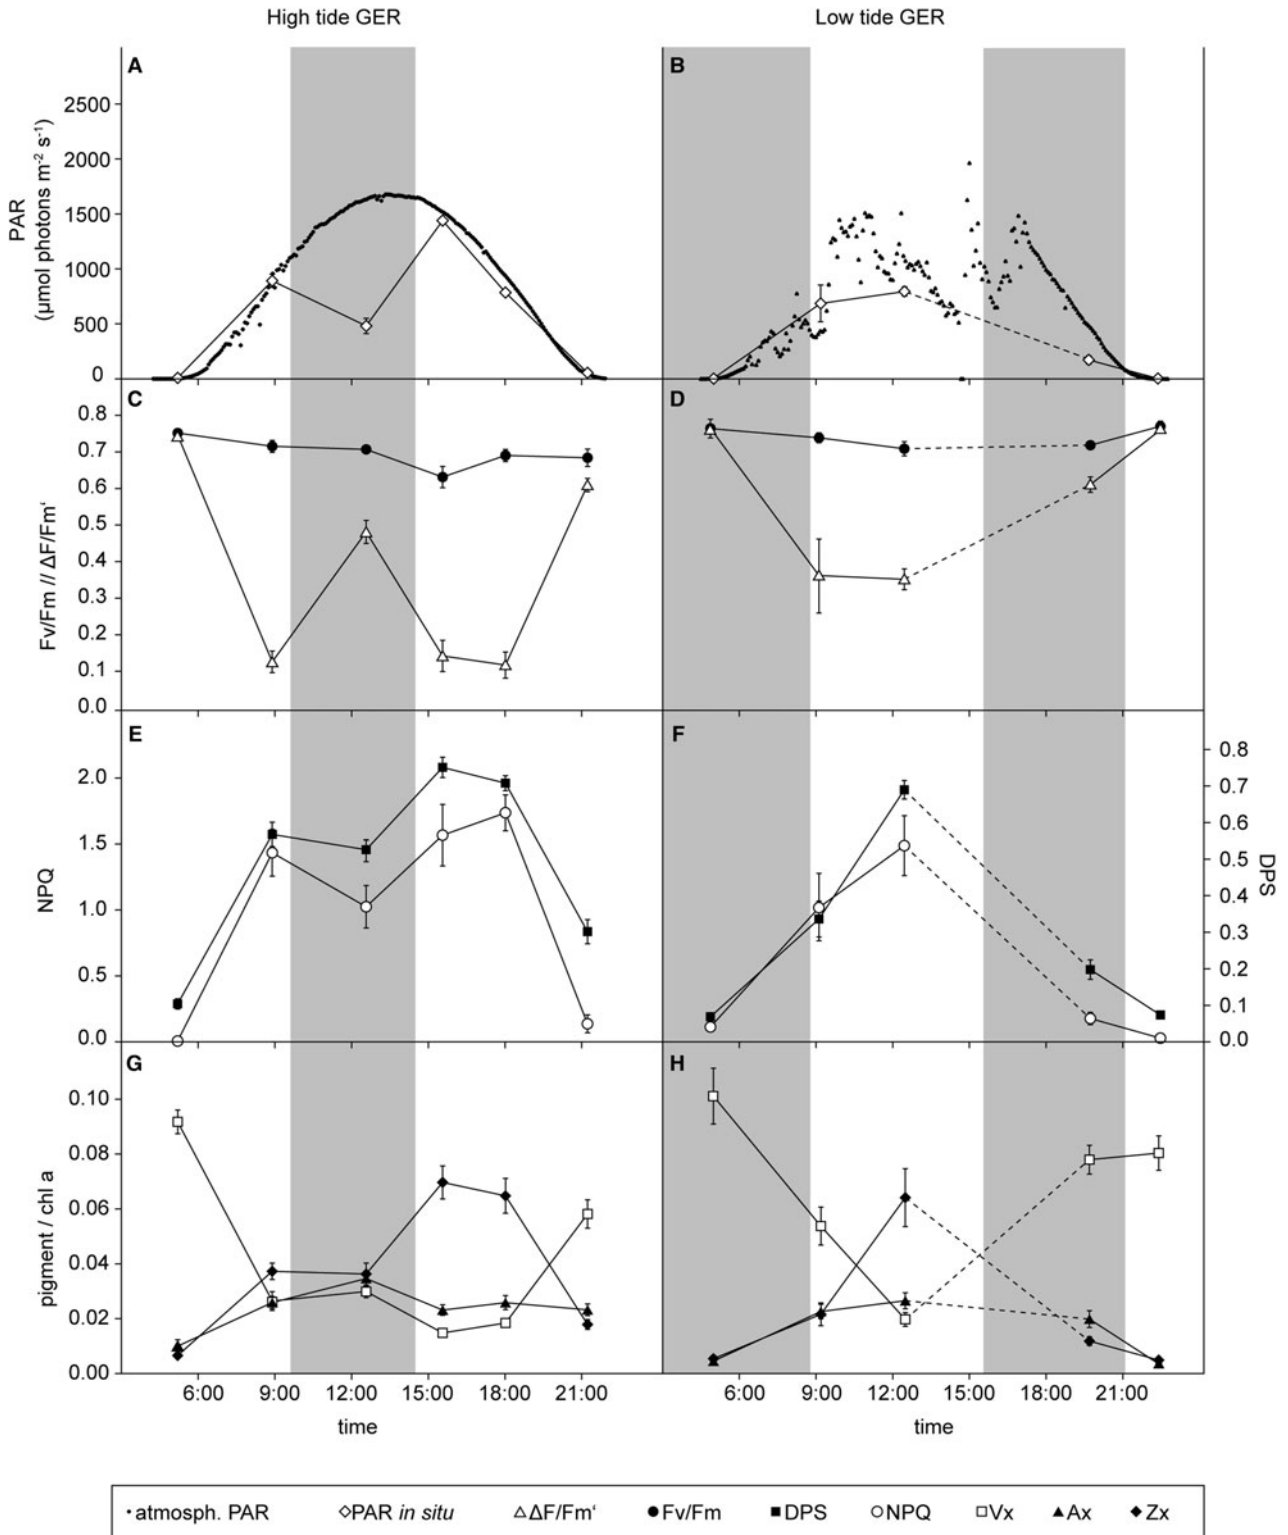 High tide GER Low tide GER
A B
PAR
(µmol photons m⁻² s⁻¹)
2500
2000
1500
1000
500
0
C D
Fv/Fm // ΔF/Fm‘
0.8
0.7
0.6
0.5
0.4
0.3
0.2
0.1
0.0
E F
NPQ
2.0
1.5
1.0
0.5
0.0
DPS
0.8
0.7
0.6
0.5
0.4
0.3
0.2
0.1
0.0
G H
pigment / chl a
0.10
0.08
0.06
0.04
0.02
0.00
6:00 9:00 12:00 15:00 18:00 21:00 6:00 9:00 12:00 15:00 18:00 21:00
time time
atmosph. PAR PAR in situ ΔF/Fm‘ Fv/Fm DPS NPQ Vx Ax Zx